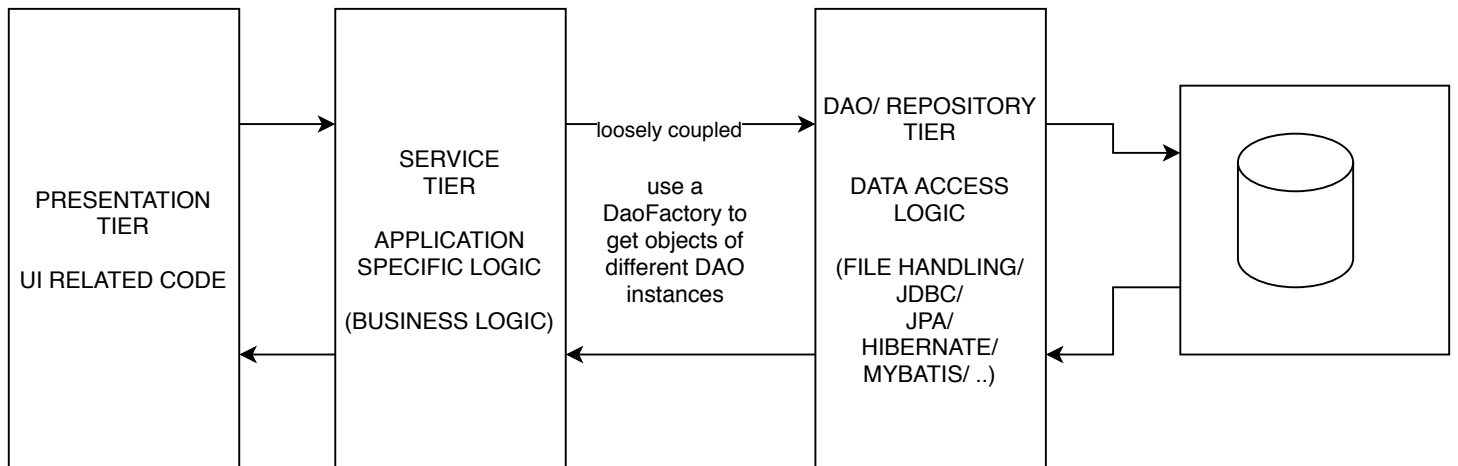 PRESENTATION
TIER
UI RELATED CODE
SERVICE
TIER
APPLICATION
SPECIFIC LOGIC
(BUSINESS LOGIC)
loosely coupled
use a
DaoFactory to
get objects of
different DAO
instances
DAO/ REPOSITORY
TIER
DATA ACCESS
LOGIC
(FILE HANDLING/
JDBC/
JPA/
HIBERNATE/
MYBATIS/ ..)